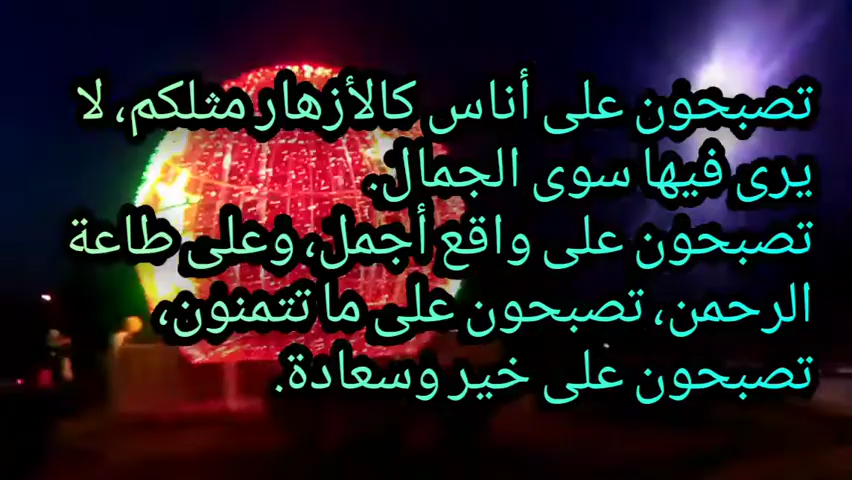 تصبحون على أناس كالأزهار مثلكم، لا
يرى فيها سوى الجمال.
تصبحون على واقع أجمل، وعلى طاعة
الرحمن، تصبحون على ما تتمنون،
تصبحون على خير وسعادة.